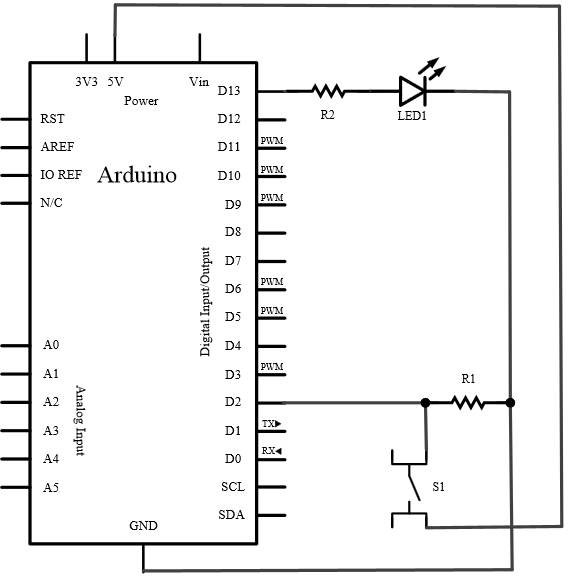 3V3 5V Vin
Power
D13
R2
LED1
RST
D12
AREF
D11 PWM
IO REF
Arduino
D10 PWM
N/C
D9 PWM
D8
Digital Input/Output
D7
D6 PWM
D5 PWM
A0
D4
A1
D3 PWM
R1
A2
D2
Analog Input
A3
D1 TX▶
A4
D0 RX◀
A5
SCL
S1
SDA
GND